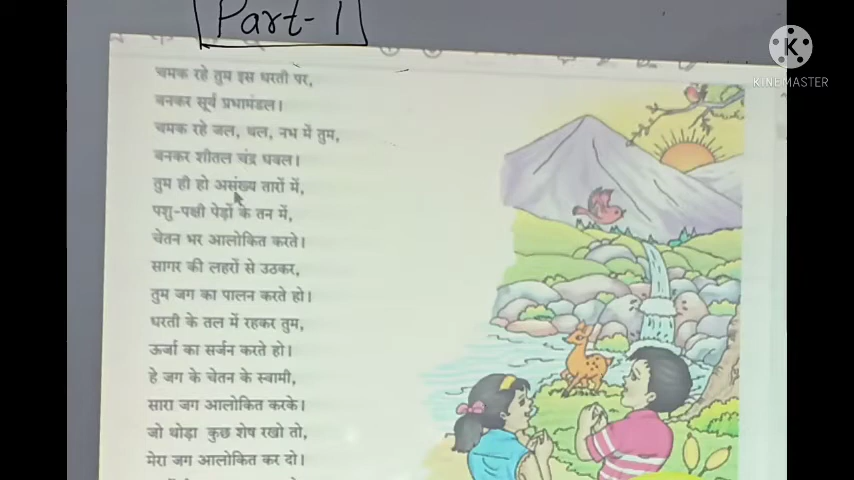 Part-1
KINEMASTER
चमक रहे तुम इस धरती पर,
बनकर सूर्य प्रभामंडल।
चमक रहे जल, थल, नभ में तुम,
बनकर शीतल चंद्र धवल।
तुम ही हो असंख्य तारों में,
पशु-पक्षी पेड़ों के तन में,
चेतन भर आलोकित करते।
सागर की लहरों से उठकर,
तुम जग का पालन करते हो।
धरती के तल में रहकर तुम,
ऊर्जा का सर्जन करते हो।
हे जग के चेतन के स्वामी,
सारा जग आलोकित करके।
जो थोड़ा कुछ शेष रखो तो,
मेरा जग आलोकित कर दो।